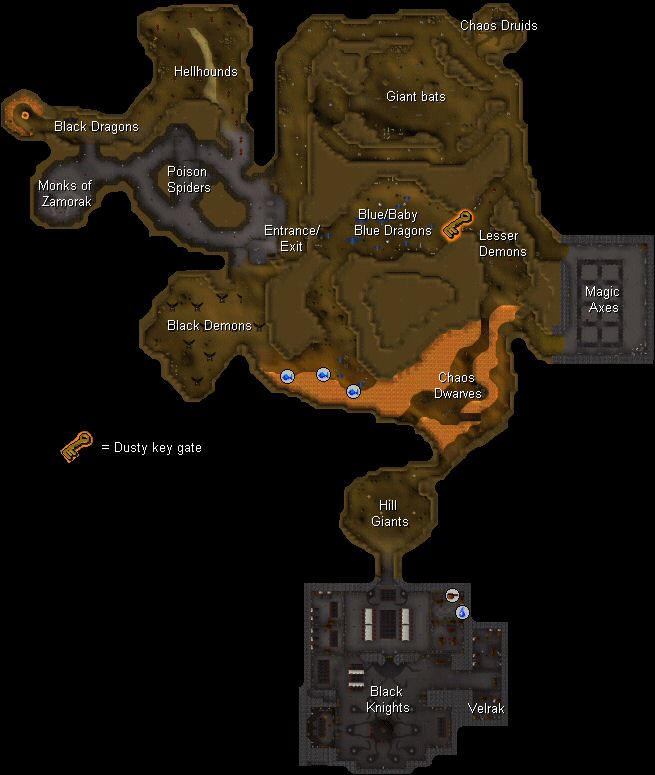 Chaos Druids
Hellhounds
Giant bats
Black Dragons
Poison
Spiders
Monks of
Zamorak
Blue/Baby
Blue Dragons
Entrance/
Exit
Lesser
Demons
Magic
Axes
Black Demons
Chaos
Dwarves
= Dusty key gate
Hill
Giants
Black
Knights
Velrak